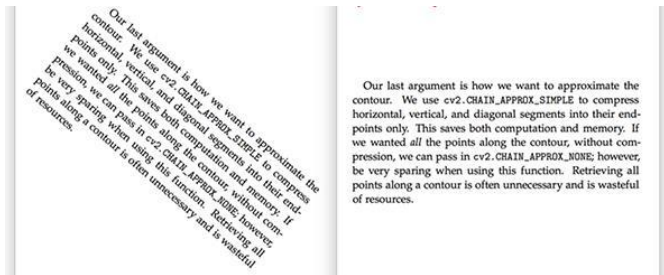 Our last argument is how we want to approximate the
contour. We use cv2.CHAIN_APPROX_SIMPLE to compress
horizontal, vertical, and diagonal segments into their end-
points only. This saves both computation and memory. If
we wanted all the points along the contour, without com-
pression, we can pass in cv2.CHAIN_APPROX_NONE; however,
be very sparing when using this function. Retrieving all
points along a contour is often unnecessary and is wasteful
of resources.
Our last argument is how we want to approximate the
contour. We use cv2.CHAIN_APPROX_SIMPLE to compress
horizontal, vertical, and diagonal segments into their end-
points only. This saves both computation and memory. If
we wanted all the points along the contour, without com-
pression, we can pass in cv2.CHAIN_APPROX_NONE; however,
be very sparing when using this function. Retrieving all
points along a contour is often unnecessary and is wasteful
of resources.